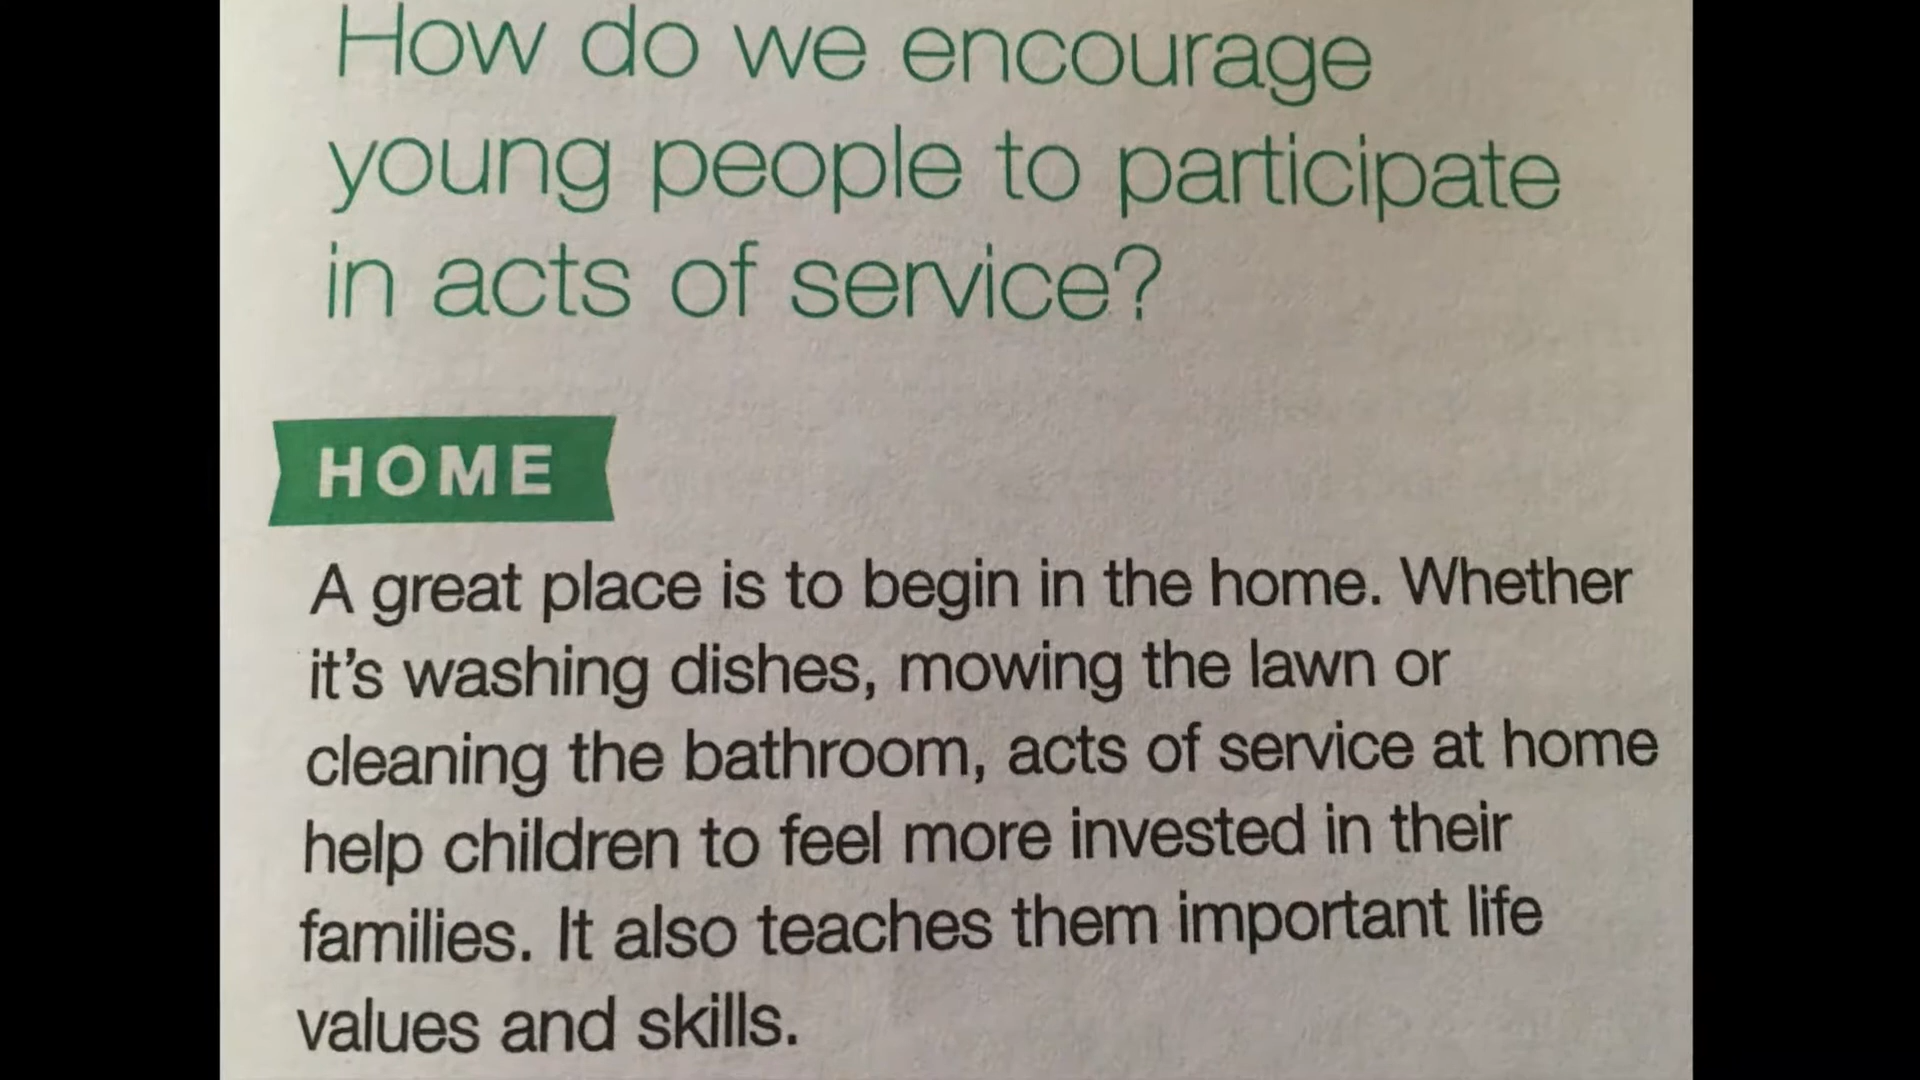 How do we encourage
young people to participate
in acts of service?
HOME
A great place is to begin in the home. Whether
it's washing dishes, mowing the lawn or
cleaning the bathroom, acts of service at home
help children to feel more invested in their
families. It also teaches them important life
values and skills.